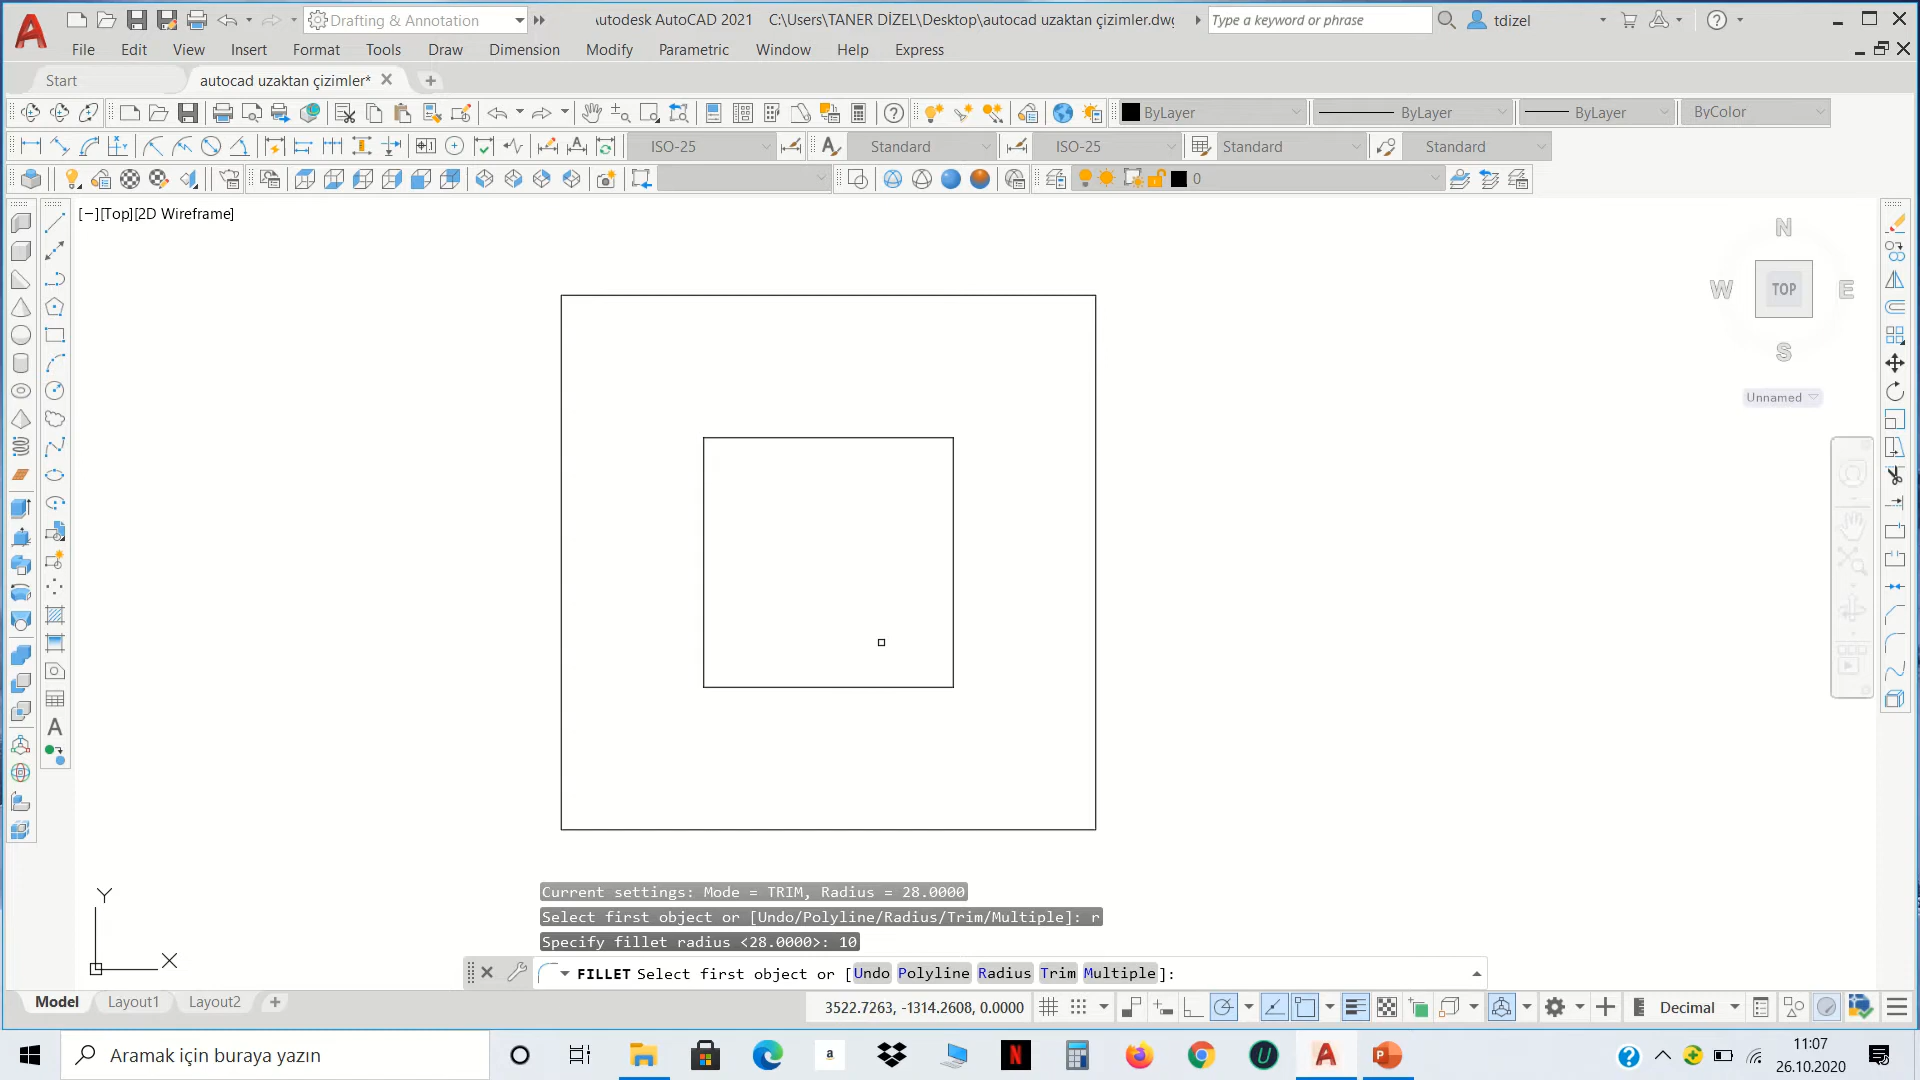 Drafting & Annotation
utodesk AutoCAD 2021 C:\Users\TANER DİZEL\Desktop\autocad uzaktan çizimler.dwg
Type a keyword or phrase
tdizel
File Edit View Insert Format Tools Draw Dimension Modify Parametric Window Help Express
Start
autocad uzaktan çizimler*
ByLayer
ByLayer
ByLayer
ByColor
ISO-25
Standard
ISO-25
Standard
Standard
0
[−][Top][2D Wireframe]
N
W
TOP
E
S
Unnamed
Y
X
Current settings: Mode = TRIM, Radius = 28.0000
Select first object or [Undo/Polyline/Radius/Trim/Multiple]: r
Specify fillet radius <28.0000>: 10
FILLET Select first object or [Undo Polyline Radius Trim Multiple]:
Model Layout1 Layout2
3522.7263, -1314.2608, 0.0000
Decimal
Aramak için buraya yazın
11:07
26.10.2020